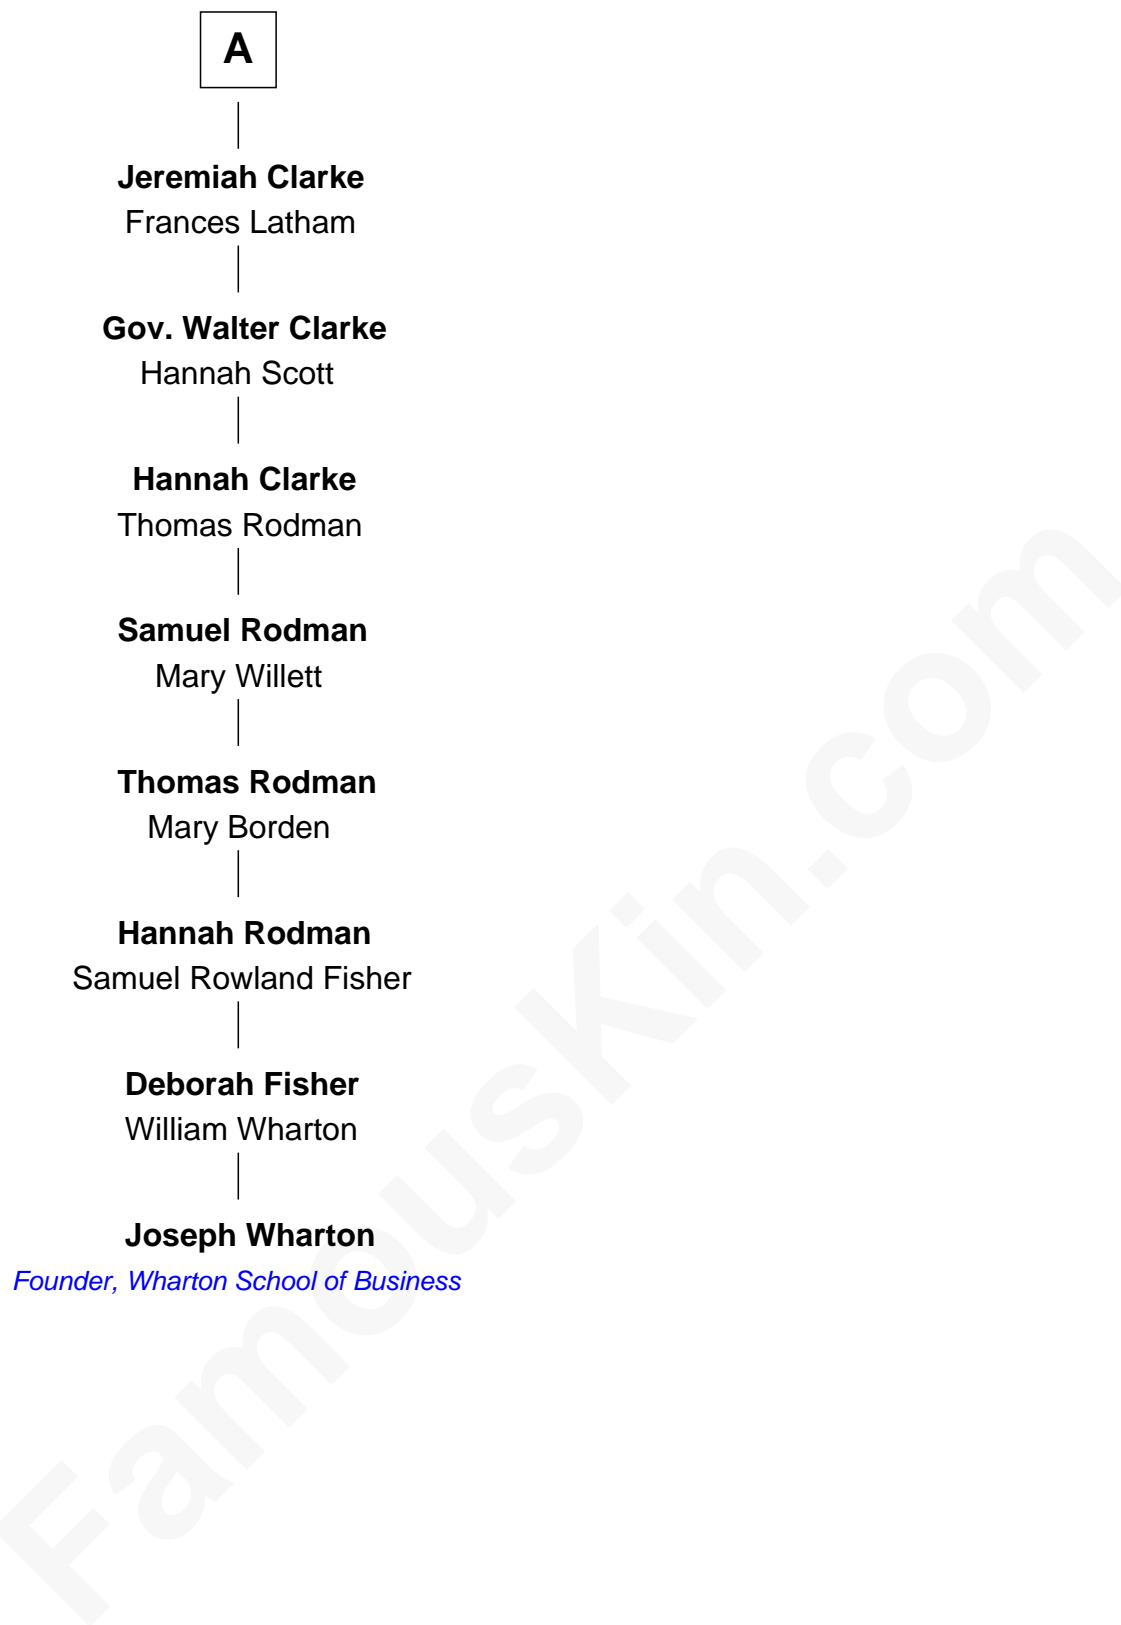 A
Jeremiah Clarke
Frances Latham
Gov. Walter Clarke
Hannah Scott
Hannah Clarke
Thomas Rodman
Samuel Rodman
Mary Willett
Thomas Rodman
Mary Borden
Hannah Rodman
Samuel Rowland Fisher
Deborah Fisher
William Wharton
Joseph Wharton
Founder, Wharton School of Business
FamousKin.com